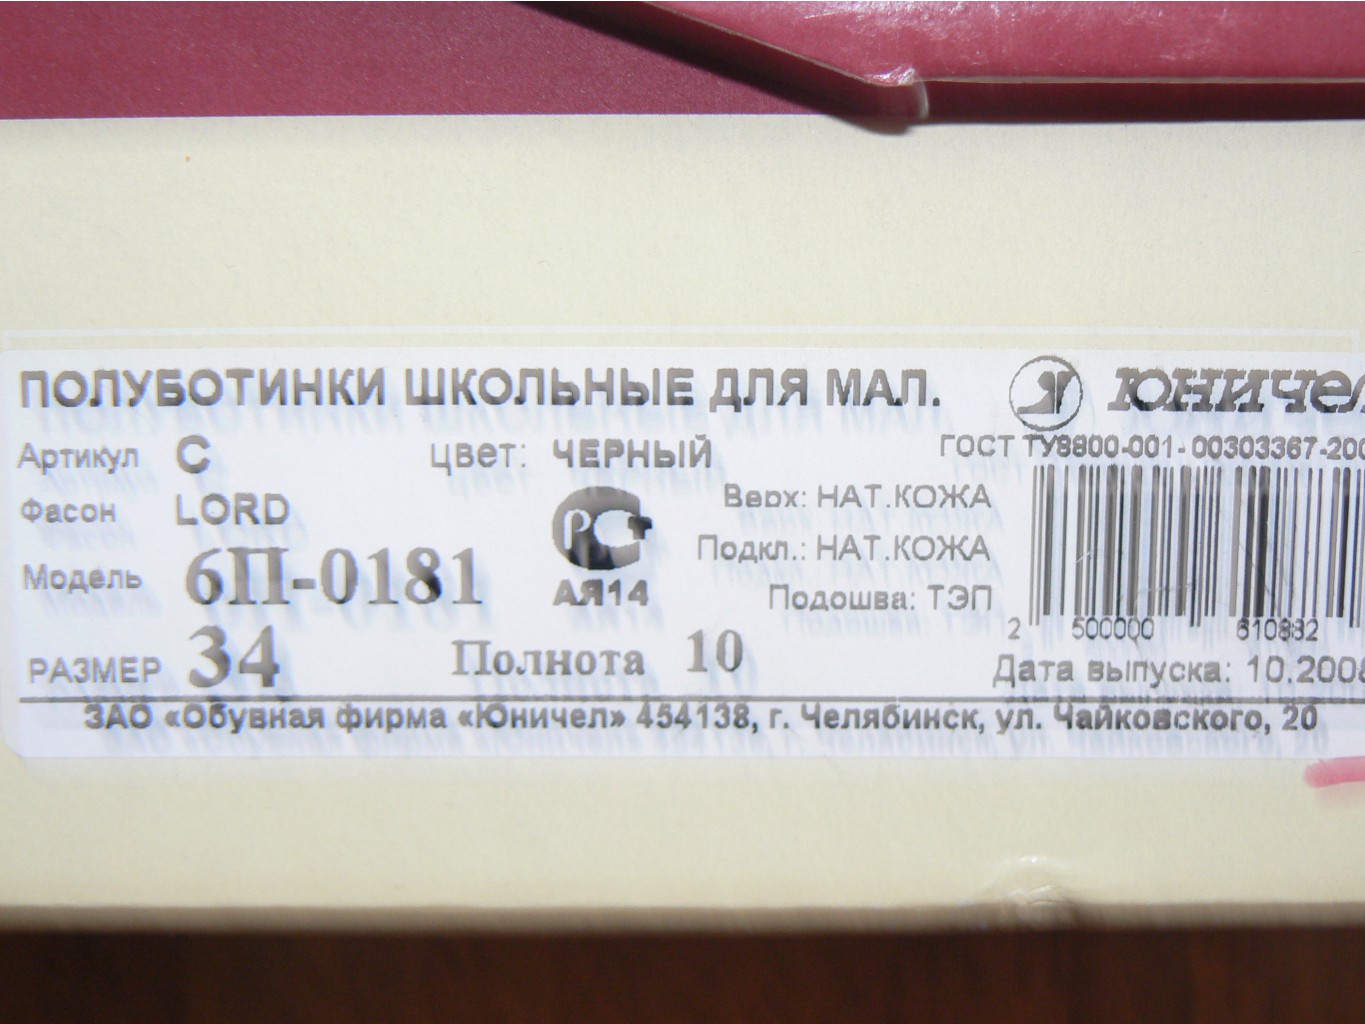 ПОЛУБОТИНКИ ШКОЛЬНЫЕ ДЛЯ МАЛ.
ЮНИЧЕЛ
Артикул С цвет: ЧЕРНЫЙ
ГОСТ ТУ8800-001- 00303367-200
Фасон LORD
Верх: НАТ.КОЖА
Модель 6П-0181
РСТ
АЯ14
Подкл.: НАТ.КОЖА
Подошва: ТЭП
2 500000 610882
РАЗМЕР 34 Полнота 10
Дата выпуска: 10.2008
ЗАО «Обувная фирма «Юничел» 454138, г. Челябинск, ул. Чайковского, 20